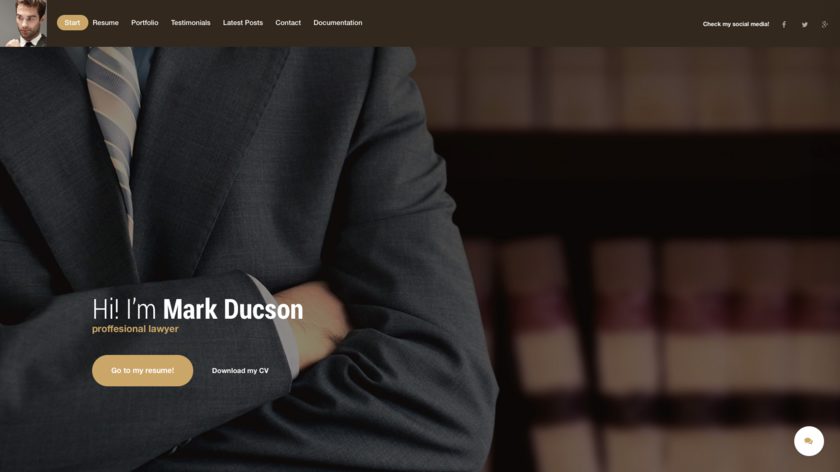 Start Resume Portfolio Testimonials Latest Posts Contact Documentation Check my social media!
Hi! I'm Mark Ducson
proffesional lawyer
Go to my resume! Download my CV